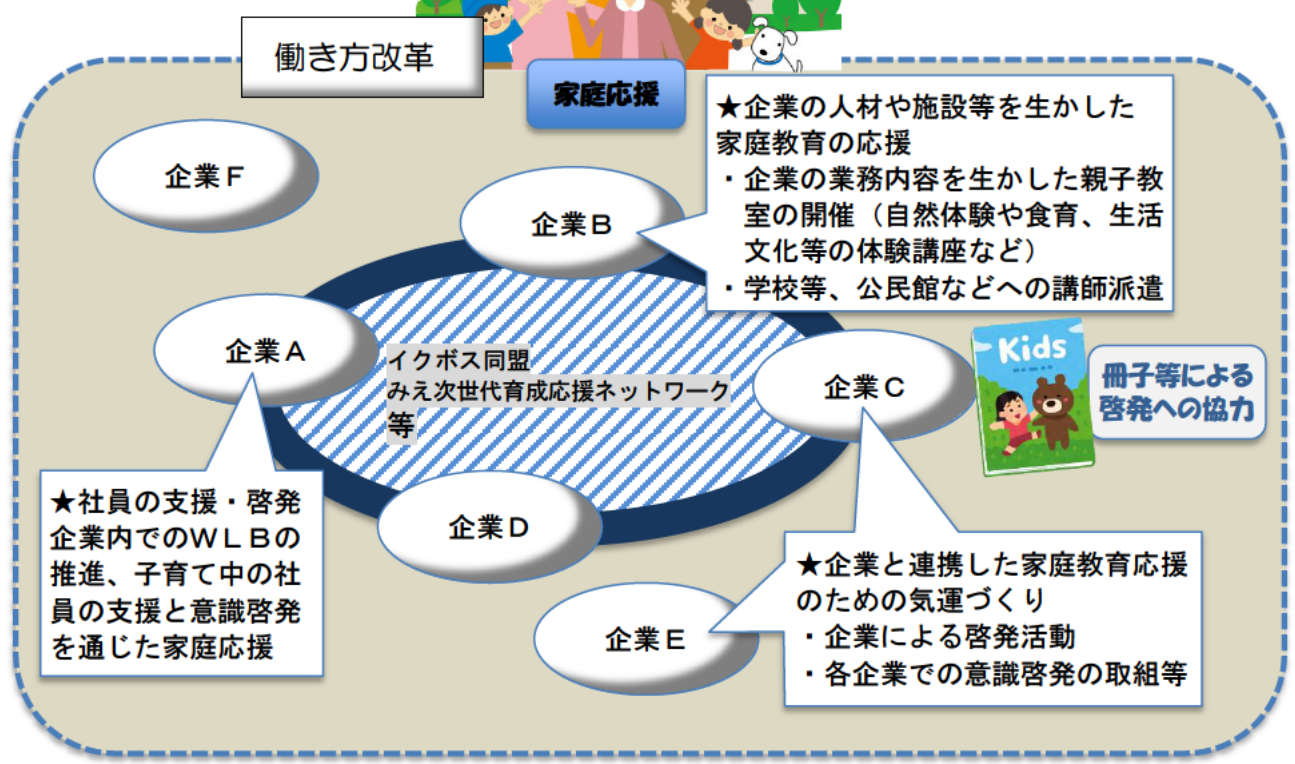 働き方改革
家庭応援
★企業の人材や施設等を生かした
家庭教育の応援
・企業の業務内容を生かした親子教
室の開催（自然体験や食育、生活
文化等の体験講座など）
・学校等、公民館などへの講師派遣
企業Ｆ
企業Ｂ
企業Ａ
イクボス同盟
みえ次世代育成応援ネットワーク
等
企業Ｃ
Kids
冊子等による
啓発への協力
★社員の支援・啓発
企業内でのＷＬＢの
推進、子育て中の社
員の支援と意識啓発
を通じた家庭応援
企業Ｄ
企業Ｅ
★企業と連携した家庭教育応援
のための気運づくり
・企業による啓発活動
・各企業での意識啓発の取組等